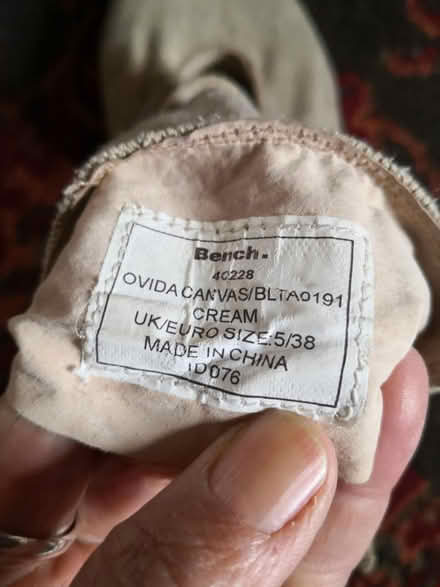 Bench.
40228
OVIDA CANVAS/BLTA0191
CREAM
UK/EURO SIZE:5/38
MADE IN CHINA
ID076